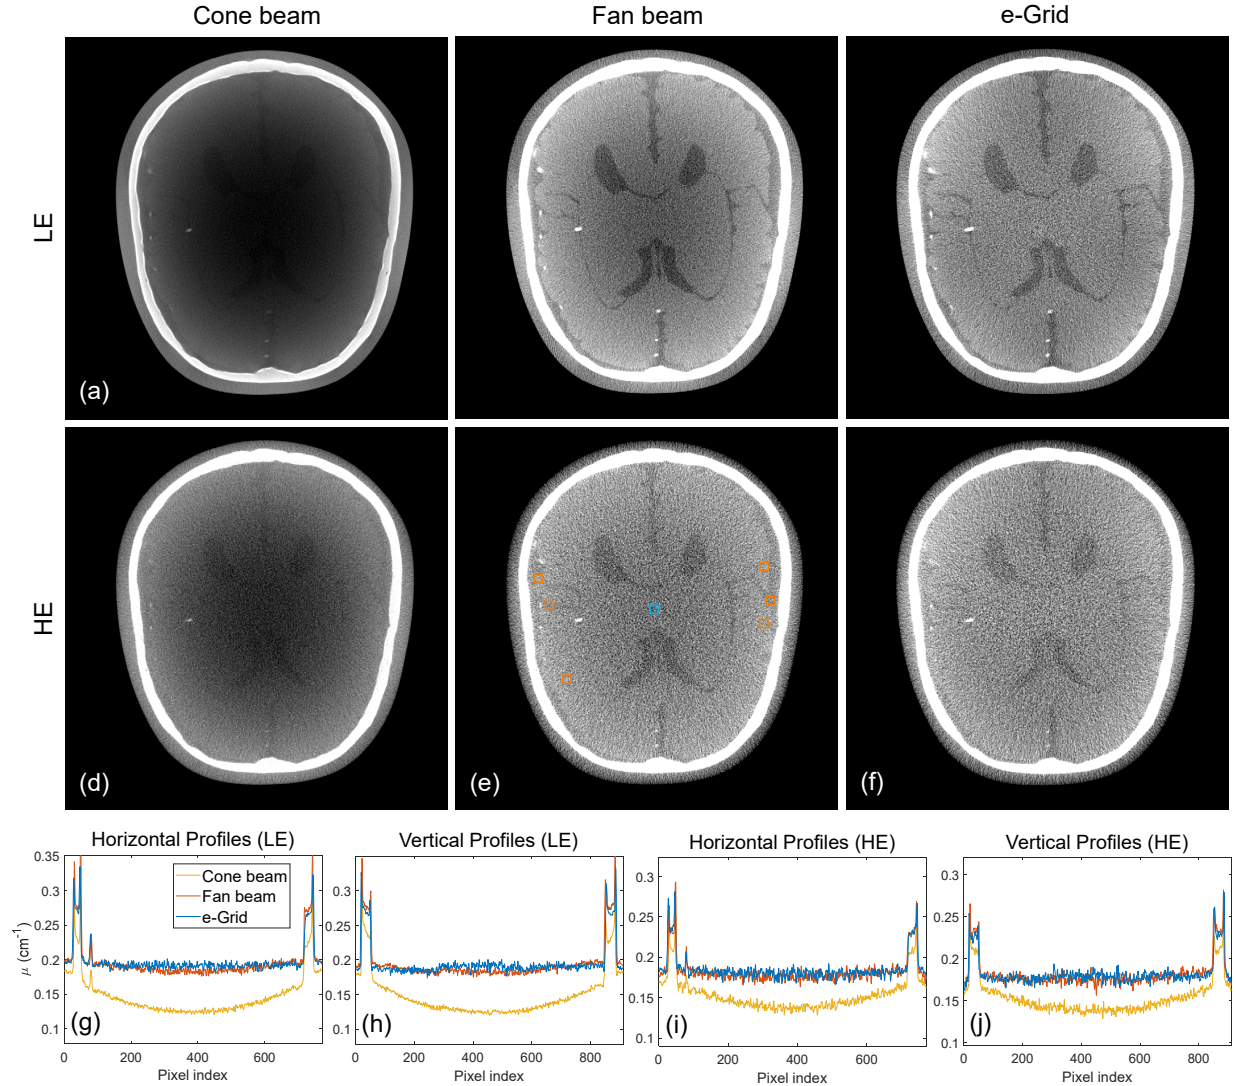 Cone beam
Fan beam
e-Grid
LE
(a)
HE
(d)
(e)
(f)
Horizontal Profiles (LE)
Vertical Profiles (LE)
Horizontal Profiles (HE)
Vertical Profiles (HE)
0.35
0.3
0.25
0.2
0.15
0.1
μ (cm⁻¹)
Cone beam
Fan beam
e-Grid
(g)
0 200 400 600
Pixel index
0.3
0.25
0.2
0.15
0.1
(h)
0 200 400 600 800
Pixel index
0.3
0.25
0.2
0.15
0.1
(i)
0 200 400 600
Pixel index
0.3
0.25
0.2
0.15
0.1
(j)
0 200 400 600 800
Pixel index